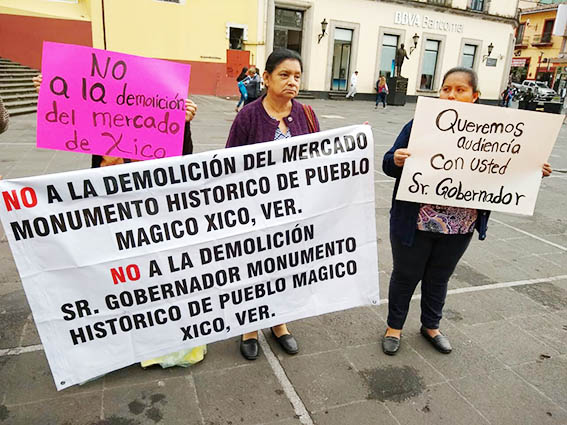 BBVA Bancomer
NO
a la demolición
del mercado
de Xico
Queremos
audiencia
con usted
Sr. Gobernador
NO A LA DEMOLICIÓN DEL MERCADO
MONUMENTO HISTORICO DE PUEBLO
MAGICO XICO, VER.
NO A LA DEMOLICIÓN
SR. GOBERNADOR MONUMENTO
HISTORICO DE PUEBLO MAGICO
XICO, VER.